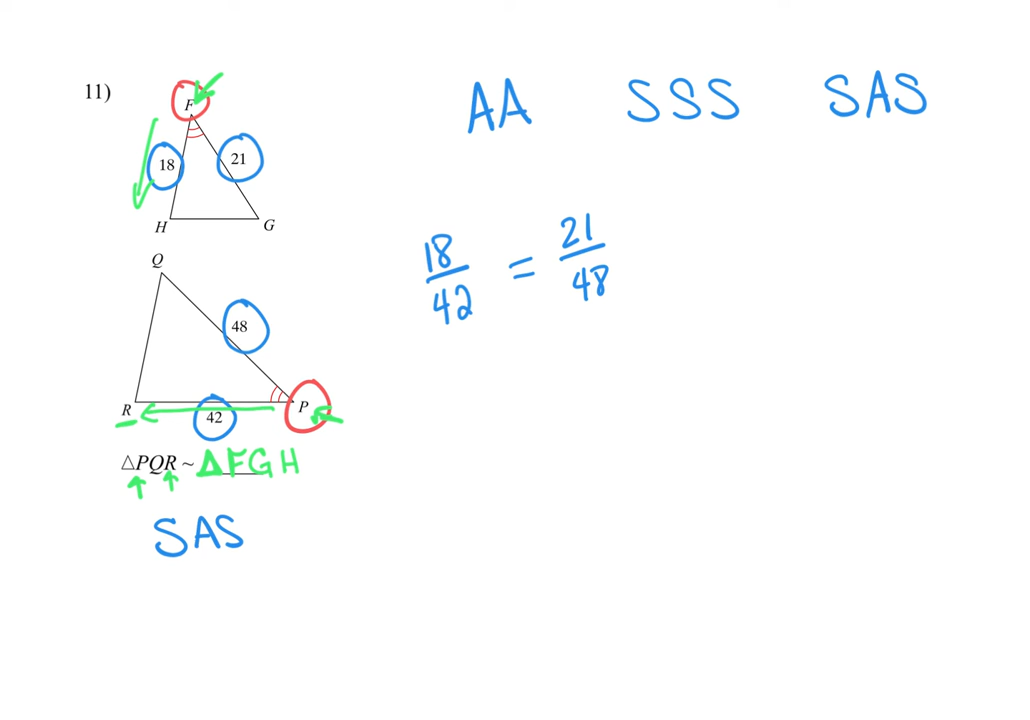 11)
AA SSS SAS
F
18 21
H G
18/42 = 21/48
Q
48
R P
42
△PQR ~ ΔFGH
SAS